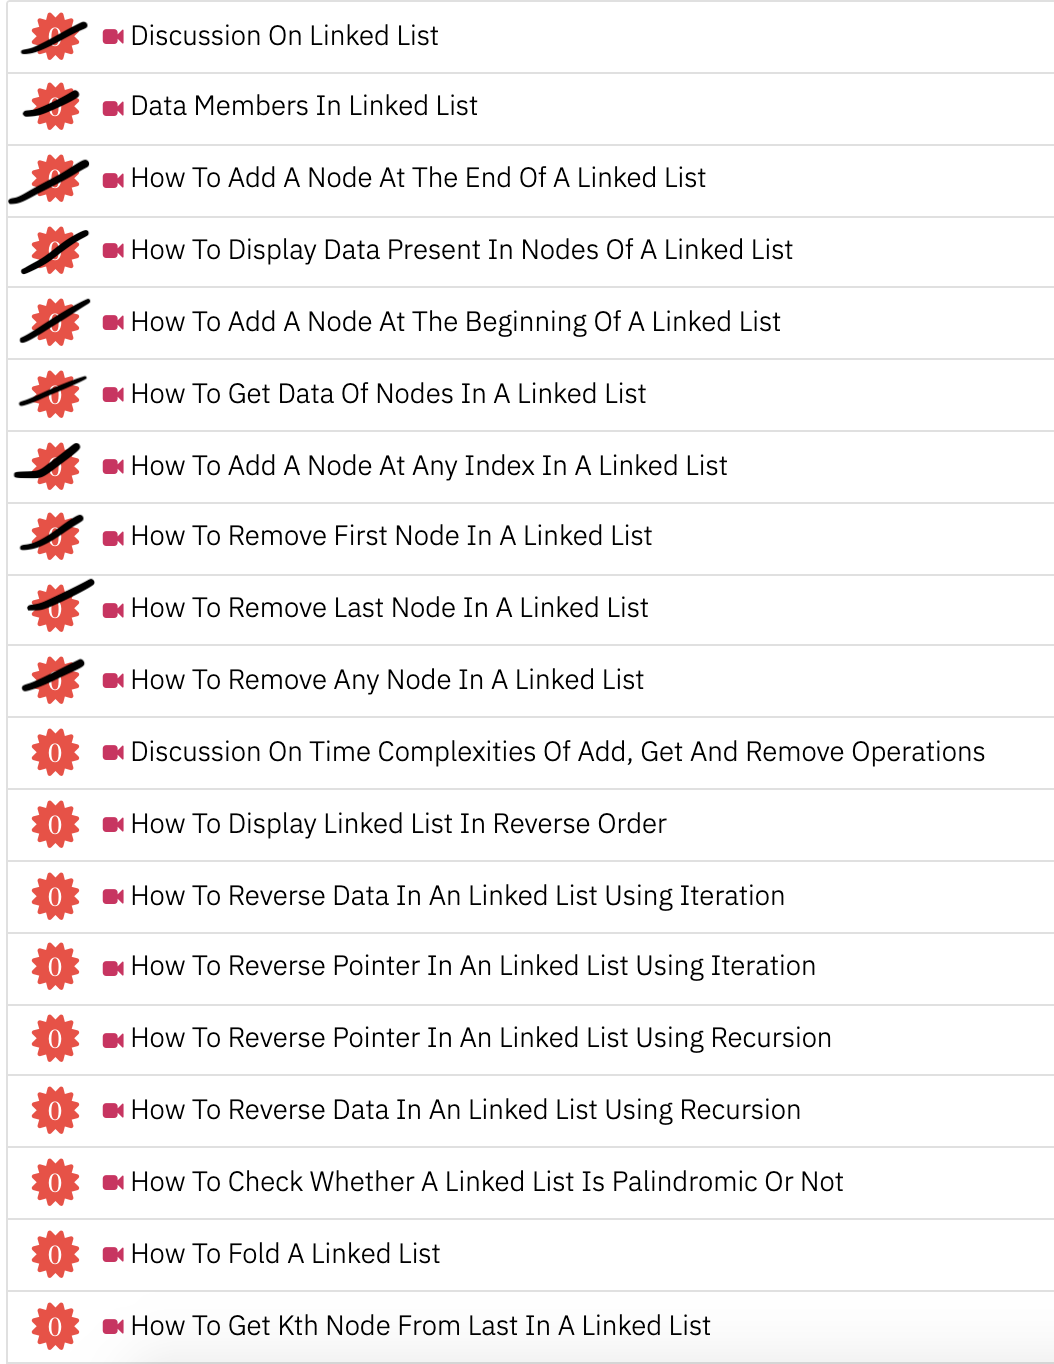 0 Discussion On Linked List
0 Data Members In Linked List
0 How To Add A Node At The End Of A Linked List
0 How To Display Data Present In Nodes Of A Linked List
0 How To Add A Node At The Beginning Of A Linked List
0 How To Get Data Of Nodes In A Linked List
0 How To Add A Node At Any Index In A Linked List
0 How To Remove First Node In A Linked List
0 How To Remove Last Node In A Linked List
0 How To Remove Any Node In A Linked List
0 Discussion On Time Complexities Of Add, Get And Remove Operations
0 How To Display Linked List In Reverse Order
0 How To Reverse Data In An Linked List Using Iteration
0 How To Reverse Pointer In An Linked List Using Iteration
0 How To Reverse Pointer In An Linked List Using Recursion
0 How To Reverse Data In An Linked List Using Recursion
0 How To Check Whether A Linked List Is Palindromic Or Not
0 How To Fold A Linked List
0 How To Get Kth Node From Last In A Linked List